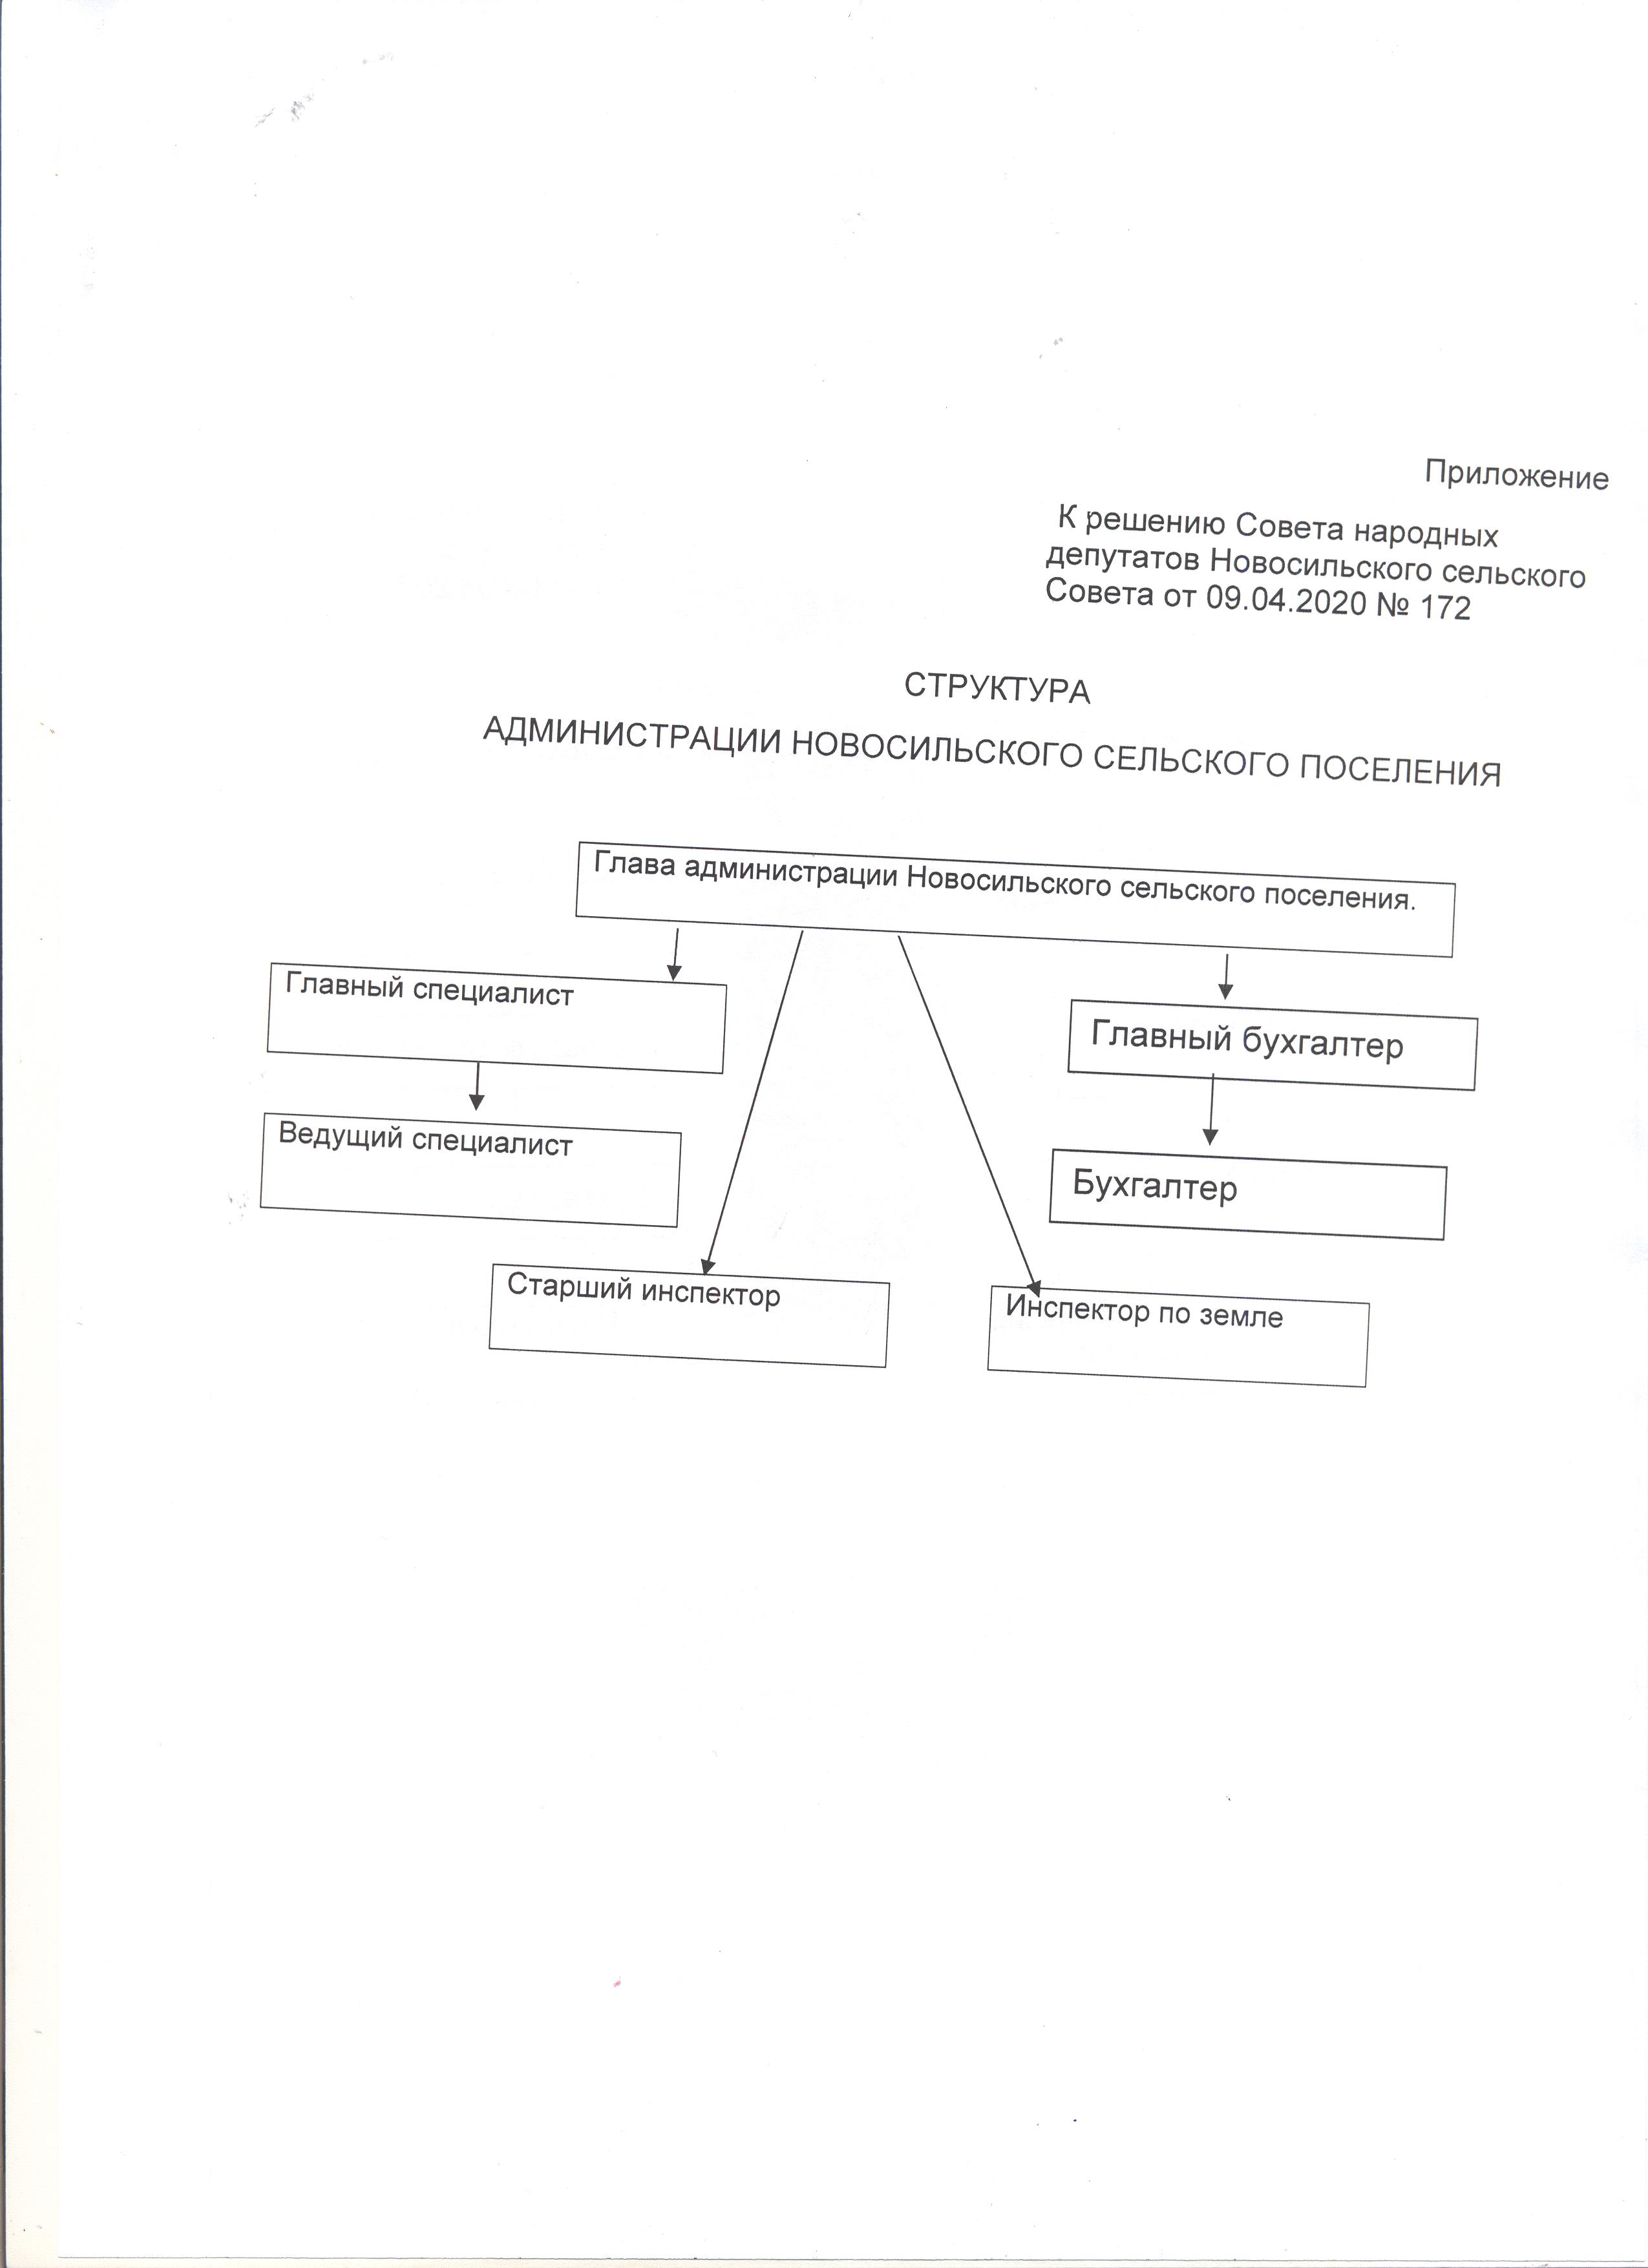 Приложение
К решению Совета народных
депутатов Новосильского сельского
Совета от 09.04.2020 № 172
СТРУКТУРА
АДМИНИСТРАЦИИ НОВОСИЛЬСКОГО СЕЛЬСКОГО ПОСЕЛЕНИЯ
Глава администрации Новосильского сельского поселения.
Главный специалист
Главный бухгалтер
Ведущий специалист
Бухгалтер
Старший инспектор
Инспектор по земле